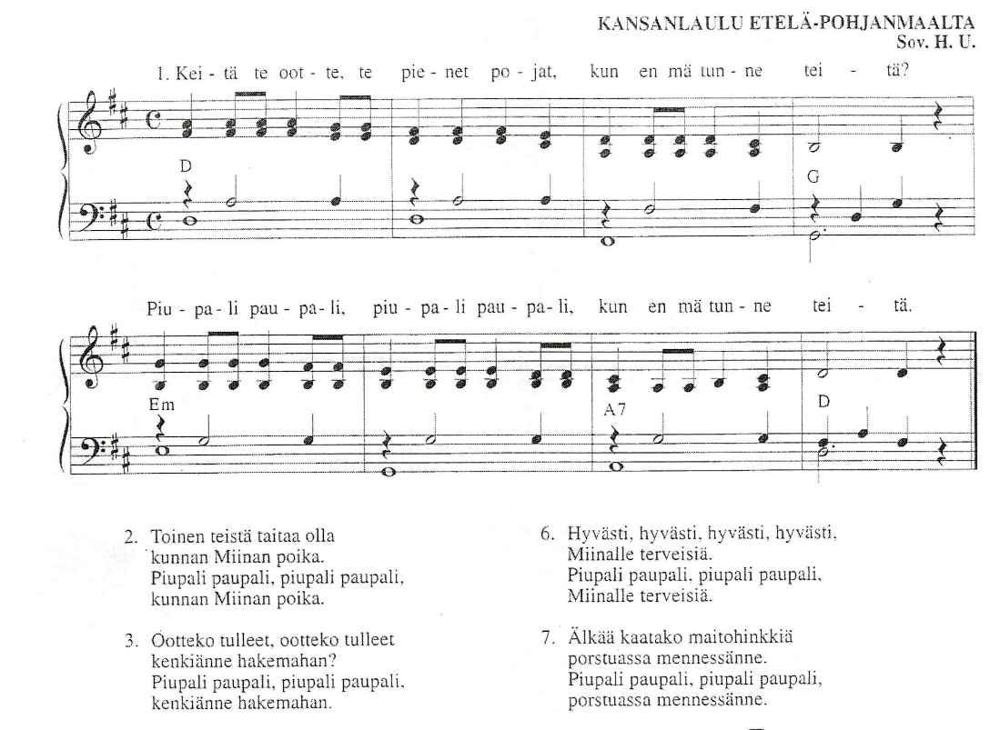 KANSANLAULU ETELÄ-POHJANMAALTA
Sov. H. U.
1. Kei - tä te oot - te, te pie - net po - jat, kun en mä tun - ne tei - tä?
D
G
Piu - pa - li pau - pa - li, piu - pa - li pau - pa - li, kun en mä tun - ne tei - tä.
Em
A7
D
2. Toinen teistä taitaa olla
kunnan Miinan poika.
Piupali paupali, piupali paupali,
kunnan Miinan poika.
3. Ootteko tulleet, ootteko tulleet
kenkiänne hakemahan?
Piupali paupali, piupali paupali,
kenkiänne hakemahan.
6. Hyvästi, hyvästi, hyvästi, hyvästi,
Miinalle terveisiä.
Piupali paupali, piupali paupali,
Miinalle terveisiä.
7. Älkää kaatako maitohinkkiä
porstuassa mennessänne.
Piupali paupali, piupali paupali,
porstuassa mennessänne.